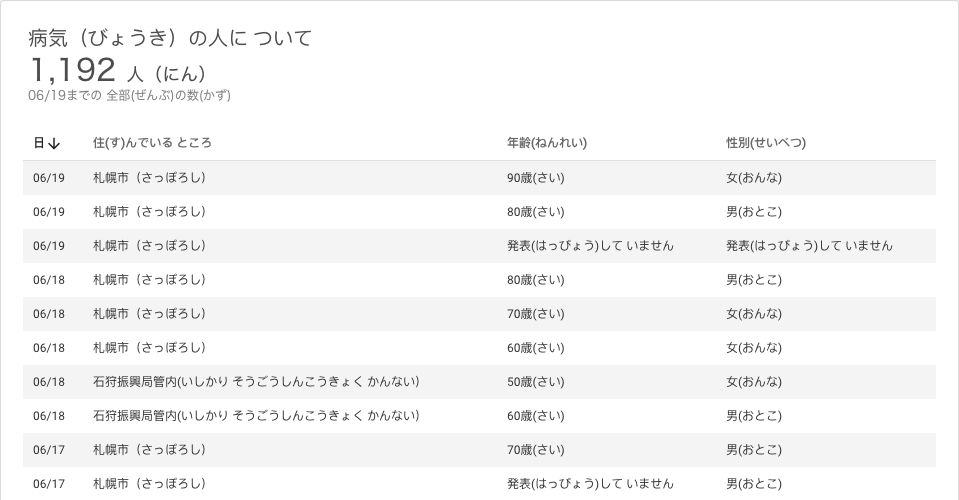 病気（びょうき）の人に ついて
1,192 人（にん）
06/19までの 全部(ぜんぶ)の数(かず)
日↓ 住(す)んでいる ところ 年齢(ねんれい) 性別(せいべつ)
06/19 札幌市（さっぽろし） 90歳(さい) 女(おんな)
06/19 札幌市（さっぽろし） 80歳(さい) 男(おとこ)
06/19 札幌市（さっぽろし） 発表(はっぴょう)して いません 発表(はっぴょう)して いません
06/18 札幌市（さっぽろし） 80歳(さい) 男(おとこ)
06/18 札幌市（さっぽろし） 70歳(さい) 女(おんな)
06/18 札幌市（さっぽろし） 60歳(さい) 女(おんな)
06/18 石狩振興局管内(いしかり そうごうしんこうきょく かんない） 50歳(さい) 女(おんな)
06/18 石狩振興局管内(いしかり そうごうしんこうきょく かんない） 60歳(さい) 男(おとこ)
06/17 札幌市（さっぽろし） 70歳(さい) 男(おとこ)
06/17 札幌市（さっぽろし） 発表(はっぴょう)して いません 男(おとこ)